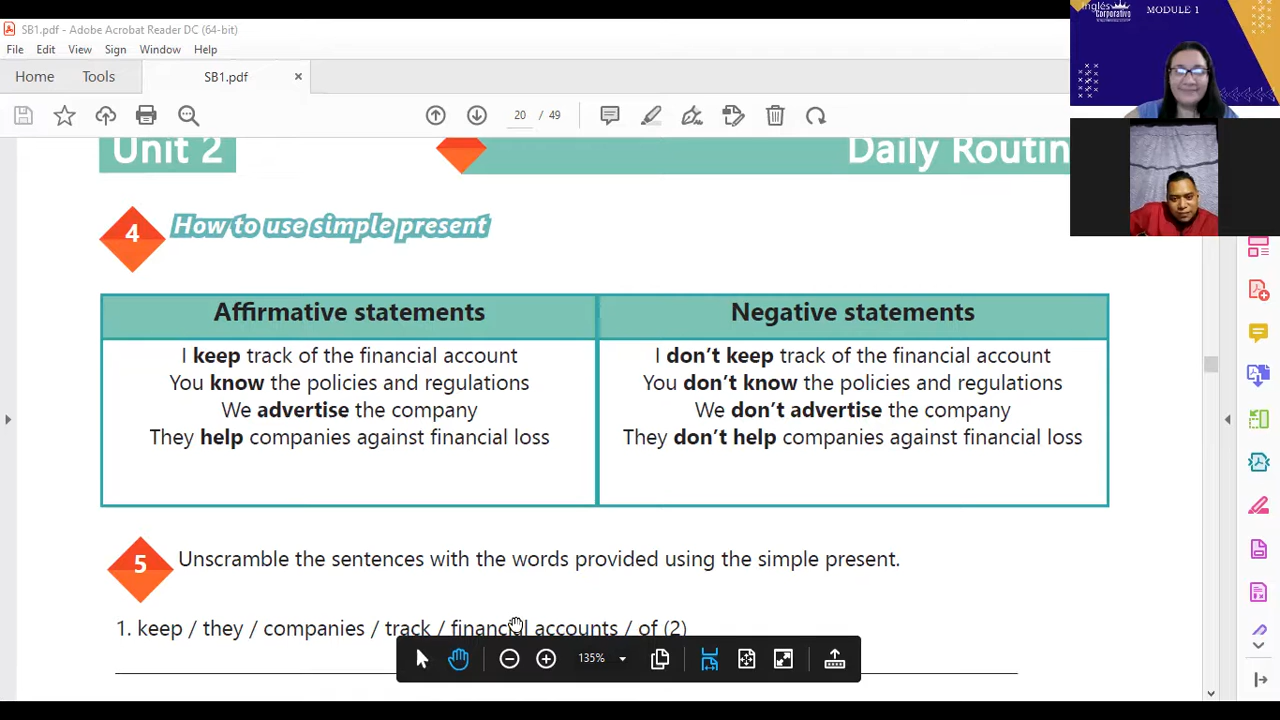 SB1.pdf - Adobe Acrobat Reader DC (64-bit)
File Edit View Sign Window Help
Home Tools SB1.pdf ×
20 / 49
Inglés
Corporativo
MODULE 1
Unit 2
Daily Routin
4 How to use simple present
Affirmative statements
I keep track of the financial account
You know the policies and regulations
We advertise the company
They help companies against financial loss
Negative statements
I don't keep track of the financial account
You don't know the policies and regulations
We don't advertise the company
They don't help companies against financial loss
5 Unscramble the sentences with the words provided using the simple present.
1. keep / they / companies / track / financial accounts / of (2)
135%